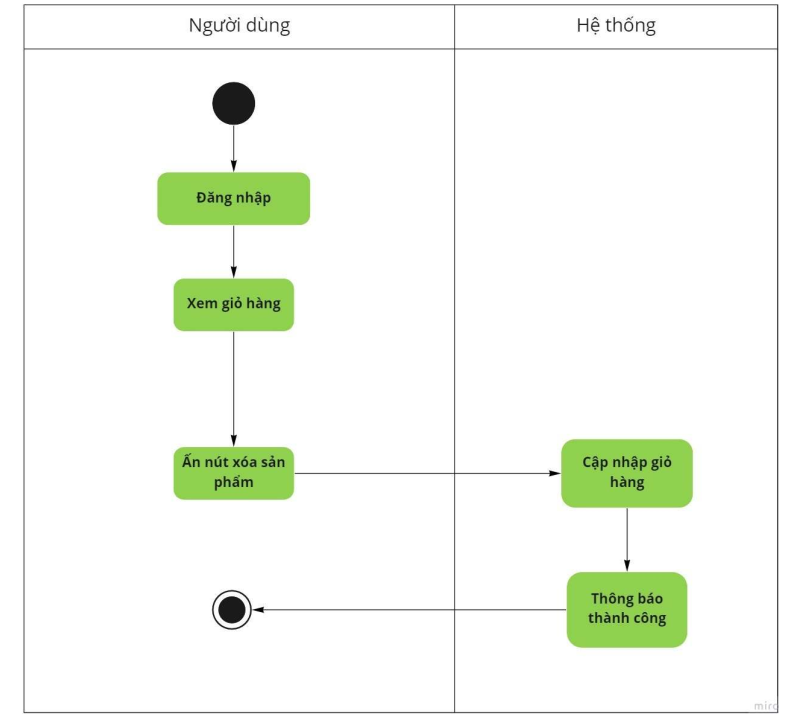 Người dùng
Hệ thống
Đăng nhập
Xem giỏ hàng
Ấn nút xóa sản
phẩm
Cập nhập giỏ
hàng
Thông báo
thành công
miro